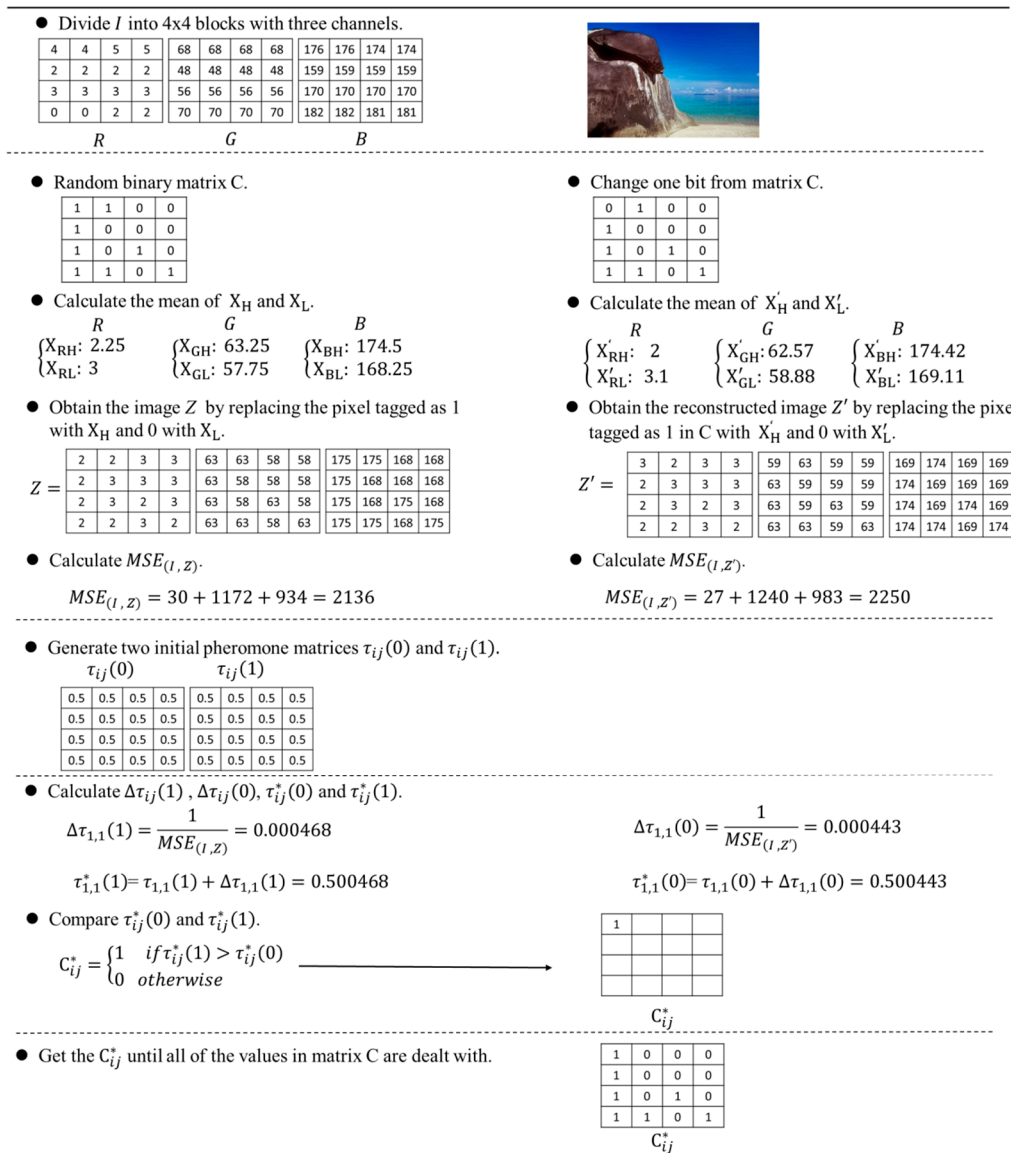 ● Divide I into 4x4 blocks with three channels.
4 4 5 5 68 68 68 68 176 176 174 174
2 2 2 2 48 48 48 48 159 159 159 159
3 3 3 3 56 56 56 56 170 170 170 170
0 0 2 2 70 70 70 70 182 182 181 181
R G B
● Random binary matrix C.
1 1 0 0
1 0 0 0
1 0 1 0
1 1 0 1
● Calculate the mean of X_H and X_L.
R G B
{X_RH: 2.25 {X_GH: 63.25 {X_BH: 174.5
X_RL: 3 X_GL: 57.75 X_BL: 168.25
● Obtain the image Z by replacing the pixel tagged as 1
with X_H and 0 with X_L.
Z =
2 2 3 3 63 63 58 58 175 175 168 168
2 3 3 3 63 58 58 58 175 168 168 168
2 3 2 3 63 58 63 58 175 168 175 168
2 2 3 2 63 63 58 63 175 175 168 175
● Calculate MSE_(I,Z).
MSE_(I,Z) = 30 + 1172 + 934 = 2136
● Change one bit from matrix C.
0 1 0 0
1 0 0 0
1 0 1 0
1 1 0 1
● Calculate the mean of X'_H and X'_L.
R G B
{X'_RH: 2 {X'_GH: 62.57 {X'_BH: 174.42
X'_RL: 3.1 X'_GL: 58.88 X'_BL: 169.11
● Obtain the reconstructed image Z' by replacing the pixe
tagged as 1 in C with X'_H and 0 with X'_L.
Z' =
3 2 3 3 59 63 59 59 169 174 169 169
2 3 3 3 63 59 59 59 174 169 169 169
2 3 2 3 63 59 63 59 174 169 174 169
2 2 3 2 63 63 59 63 174 174 169 174
● Calculate MSE_(I,Z').
MSE_(I,Z') = 27 + 1240 + 983 = 2250
● Generate two initial pheromone matrices τ_ij(0) and τ_ij(1).
τ_ij(0) τ_ij(1)
0.5 0.5 0.5 0.5 0.5 0.5 0.5 0.5
0.5 0.5 0.5 0.5 0.5 0.5 0.5 0.5
0.5 0.5 0.5 0.5 0.5 0.5 0.5 0.5
0.5 0.5 0.5 0.5 0.5 0.5 0.5 0.5
● Calculate Δτ_ij(1) , Δτ_ij(0), τ*_ij(0) and τ*_ij(1).
Δτ_1,1(1) = 1 / MSE_(I,Z) = 0.000468
τ*_1,1(1)= τ_1,1(1) + Δτ_1,1(1) = 0.500468
Δτ_1,1(0) = 1 / MSE_(I,Z') = 0.000443
τ*_1,1(0)= τ_1,1(0) + Δτ_1,1(0) = 0.500443
● Compare τ*_ij(0) and τ*_ij(1).
C*_ij = {1 if τ*_ij(1) > τ*_ij(0)
0 otherwise
1
C*_ij
● Get the C*_ij until all of the values in matrix C are dealt with.
1 0 0 0
1 0 0 0
1 0 1 0
1 1 0 1
C*_ij